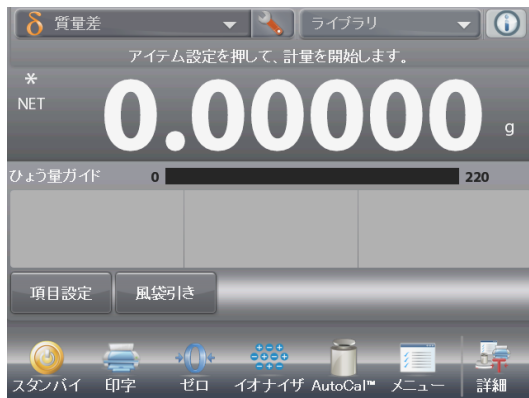 δ 質量差 ライブラリ
アイテム設定を押して、計量を開始します。
*
NET
0.00000 g
ひょう量ガイド 0 220
項目設定 風袋引き
スタンバイ 印字 ゼロ イオナイザ AutoCal™ メニュー 詳細